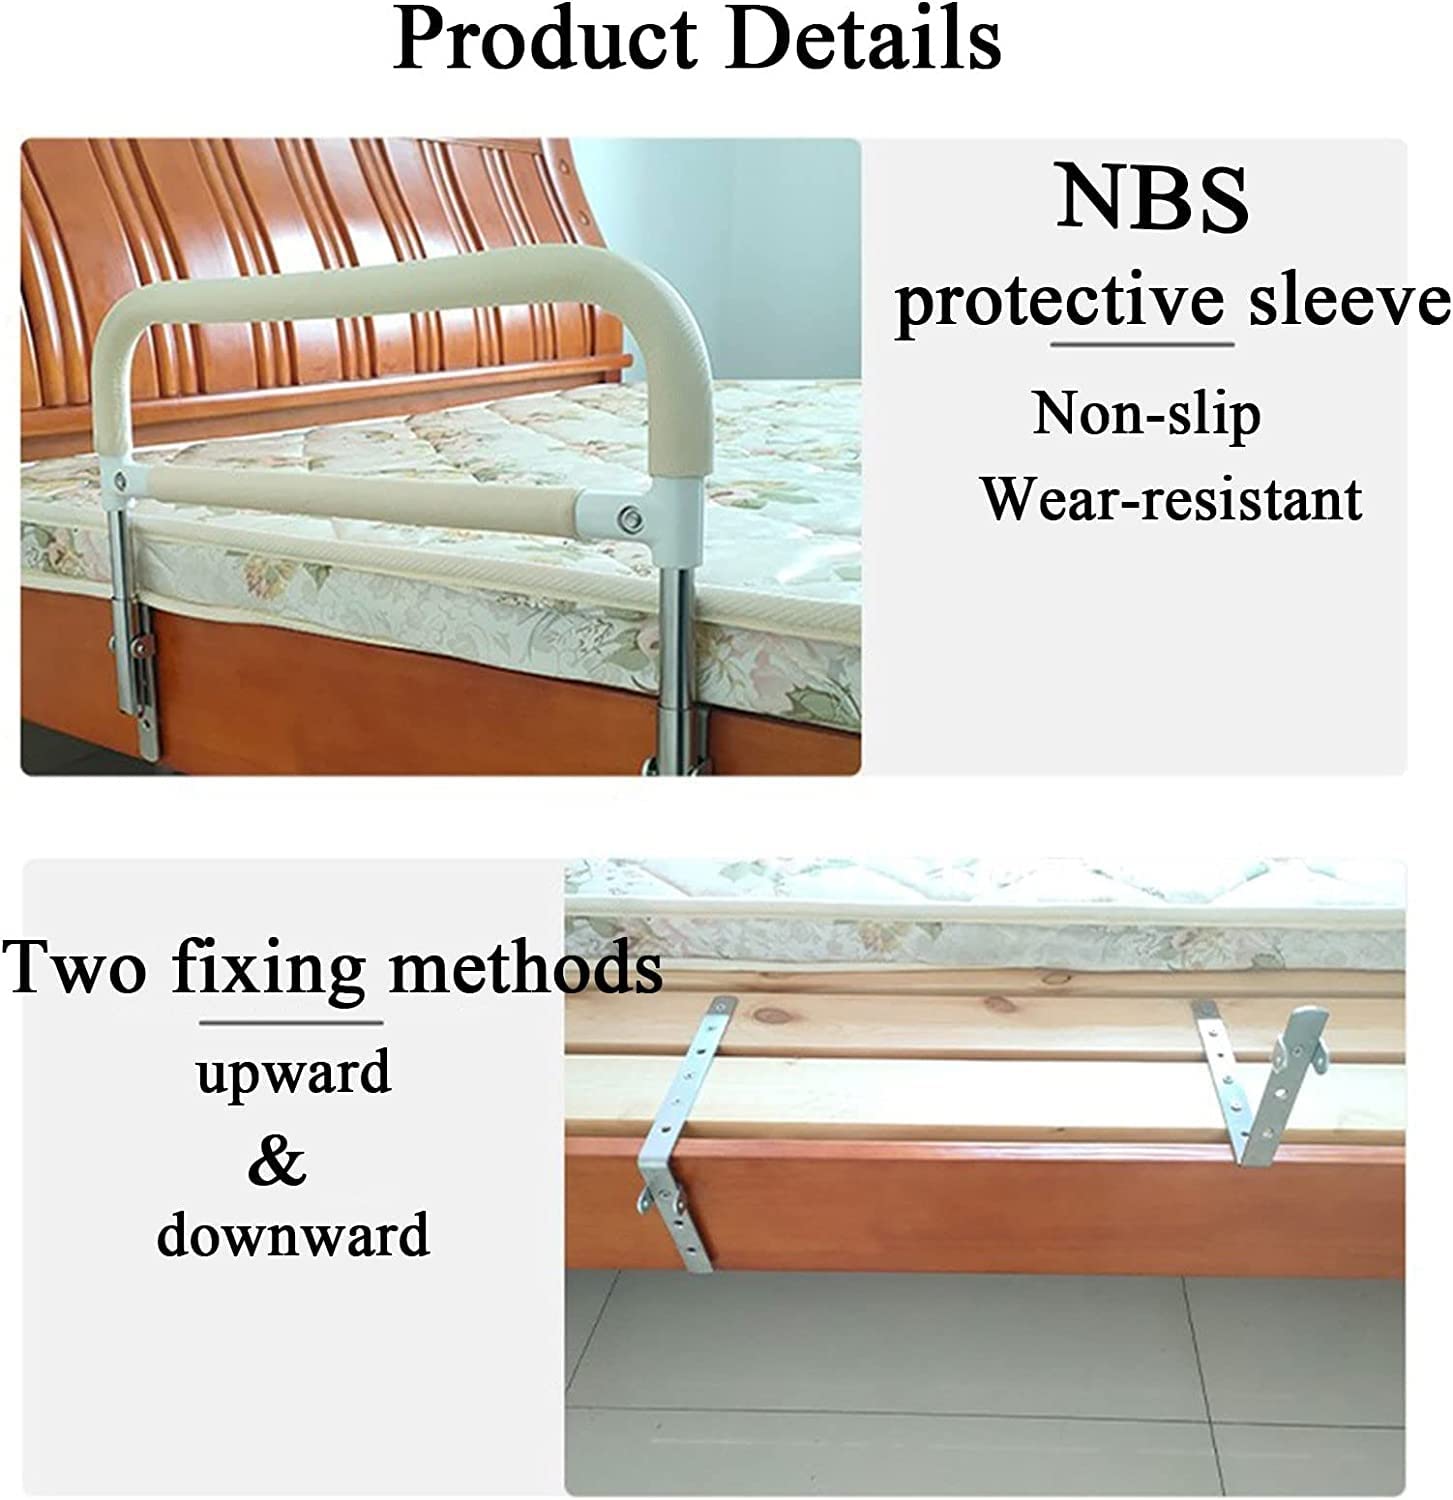 Product Details
NBS
protective sleeve
Non-slip
Wear-resistant
Two fixing methods
upward
&
downward